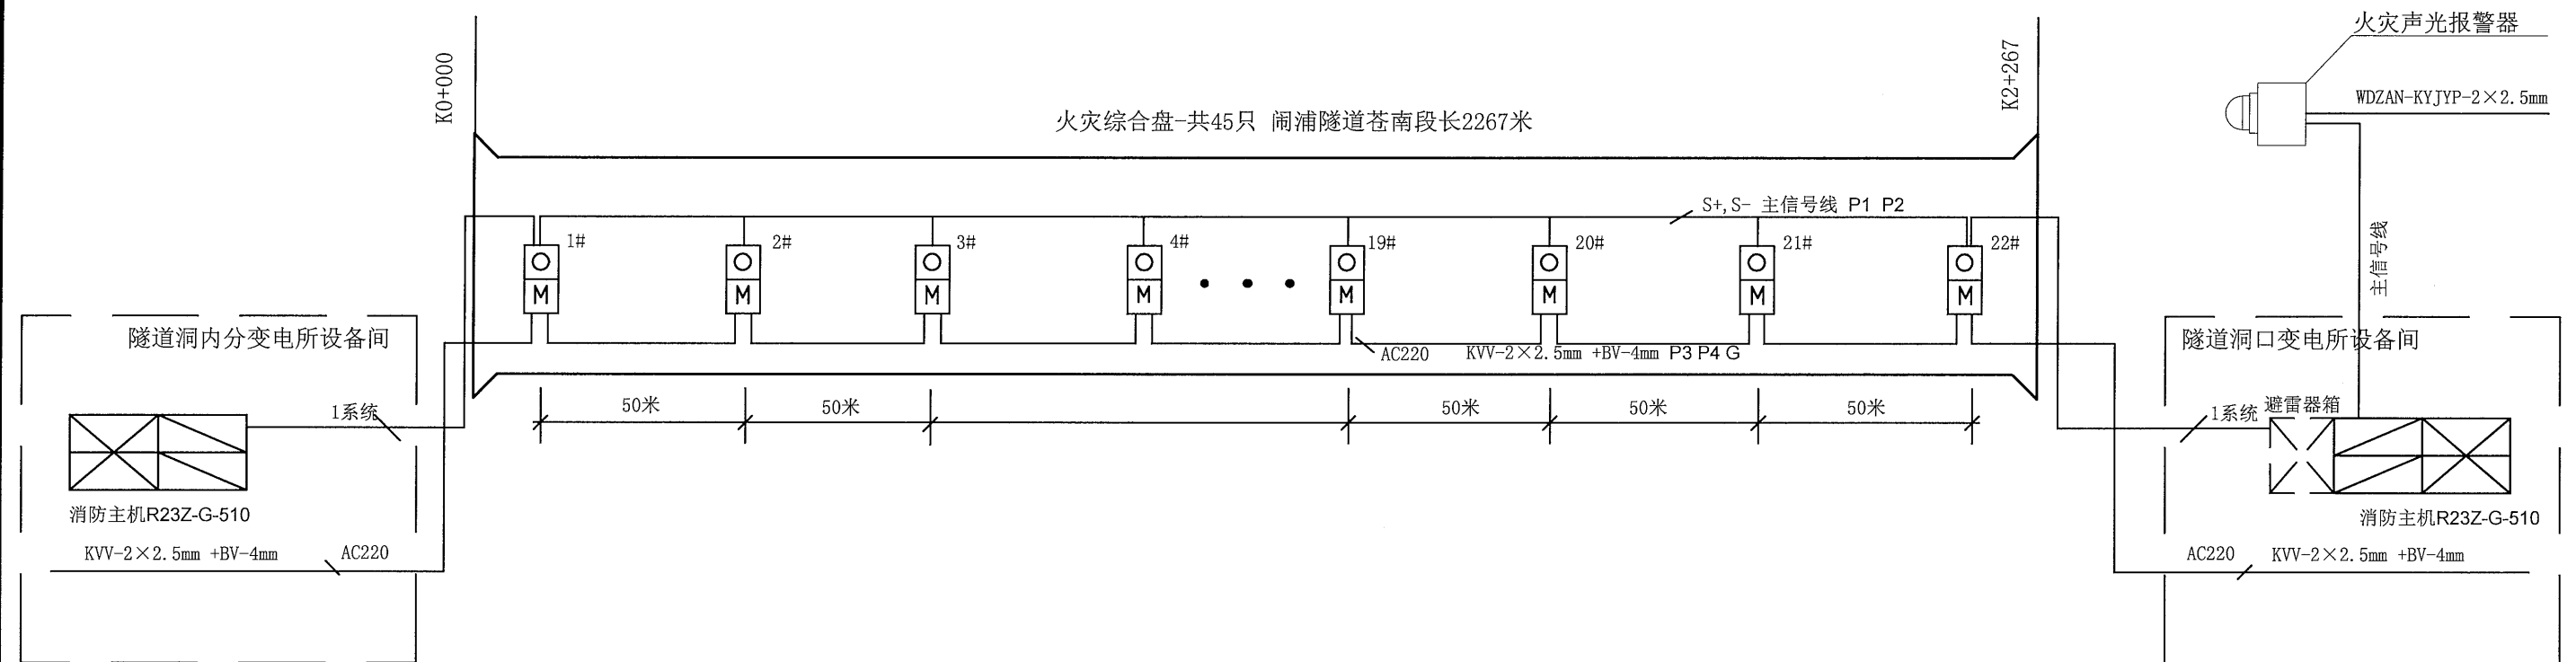 火灾声光报警器
K0+000
K2+267
WDZAN-KYJYP-2×2.5mm
火灾综合盘-共45只 闹浦隧道苍南段长2267米
S+,S- 主信号线 P1 P2
1#
2#
3#
4#
19#
20#
21#
22#
主信号线
M
M
M
M
M
M
M
M
隧道洞内分变电所设备间
隧道洞口变电所设备间
AC220 KVV-2×2.5mm +BV-4mm P3 P4 G
50米
50米
50米
50米
50米
1系统
1系统
避雷器箱
消防主机R23Z-G-510
消防主机R23Z-G-510
KVV-2×2.5mm +BV-4mm AC220
AC220 KVV-2×2.5mm +BV-4mm